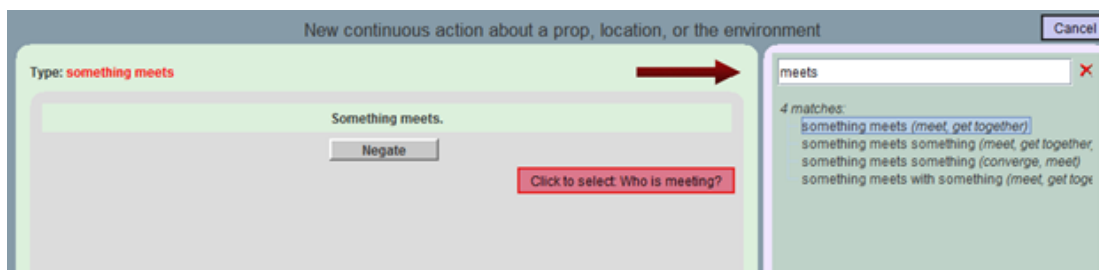 New continuous action about a prop, location, or the environment
Cancel
Type: something meets
Something meets.
Negate
Click to select: Who is meeting?
meets
4 matches:
something meets (meet, get together)
something meets something (meet, get together,
something meets something (converge, meet)
something meets with something (meet, get toge